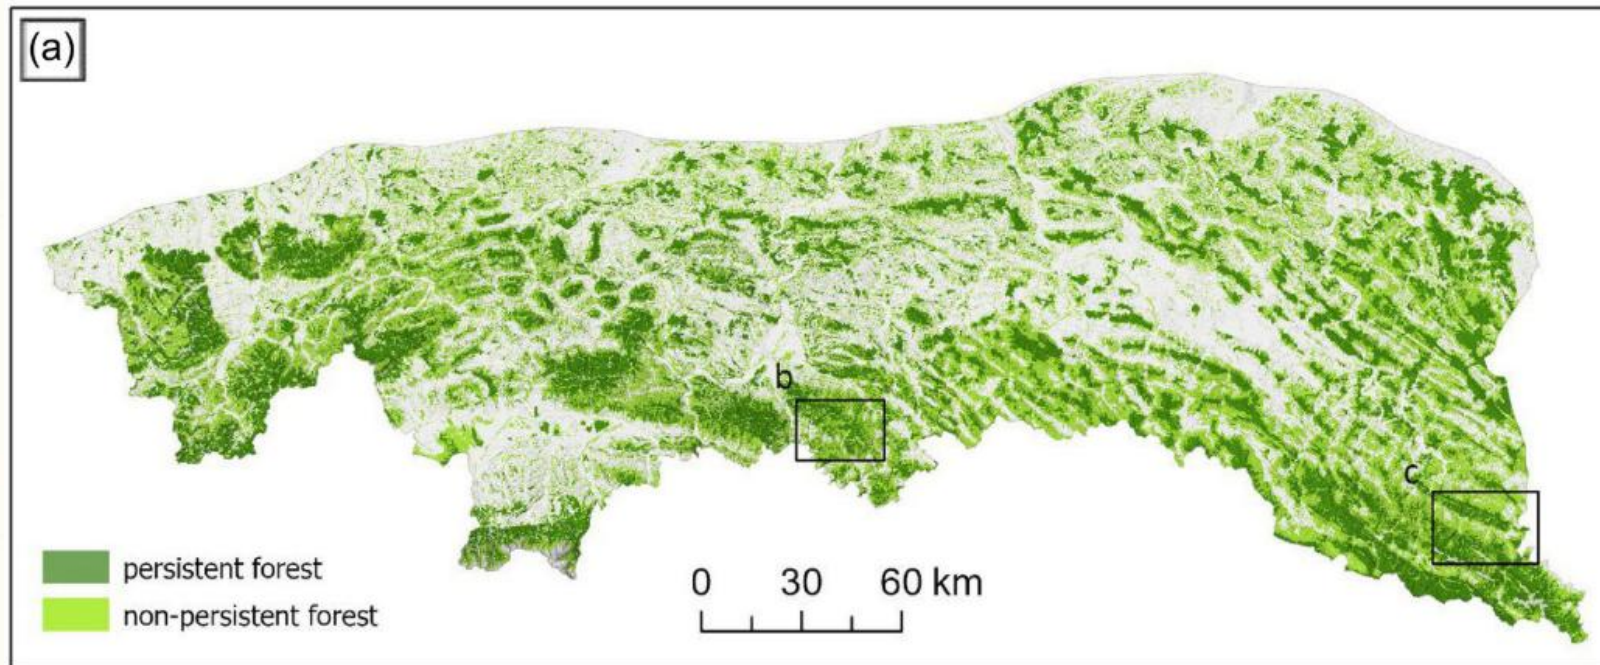 (a)
b
c
persistent forest
non-persistent forest
0 30 60 km